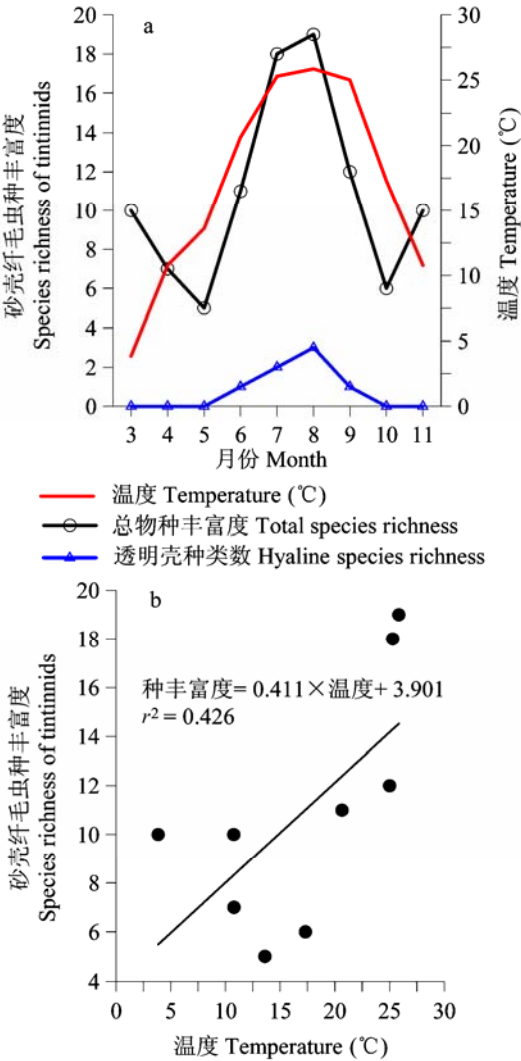 a
砂壳纤毛虫种丰富度
Species richness of tintinnids
20
18
16
14
12
10
8
6
4
2
0
30
25
20
15
10
5
0
温度 Temperature (℃)
3 4 5 6 7 8 9 10 11
月份 Month
温度 Temperature (℃)
总物种丰富度 Total species richness
透明壳种类数 Hyaline species richness
b
砂壳纤毛虫种丰富度
Species richness of tintinnids
20
18
16
14
12
10
8
6
4
种丰富度= 0.411×温度+ 3.901
r² = 0.426
0 5 10 15 20 25 30
温度 Temperature (℃)